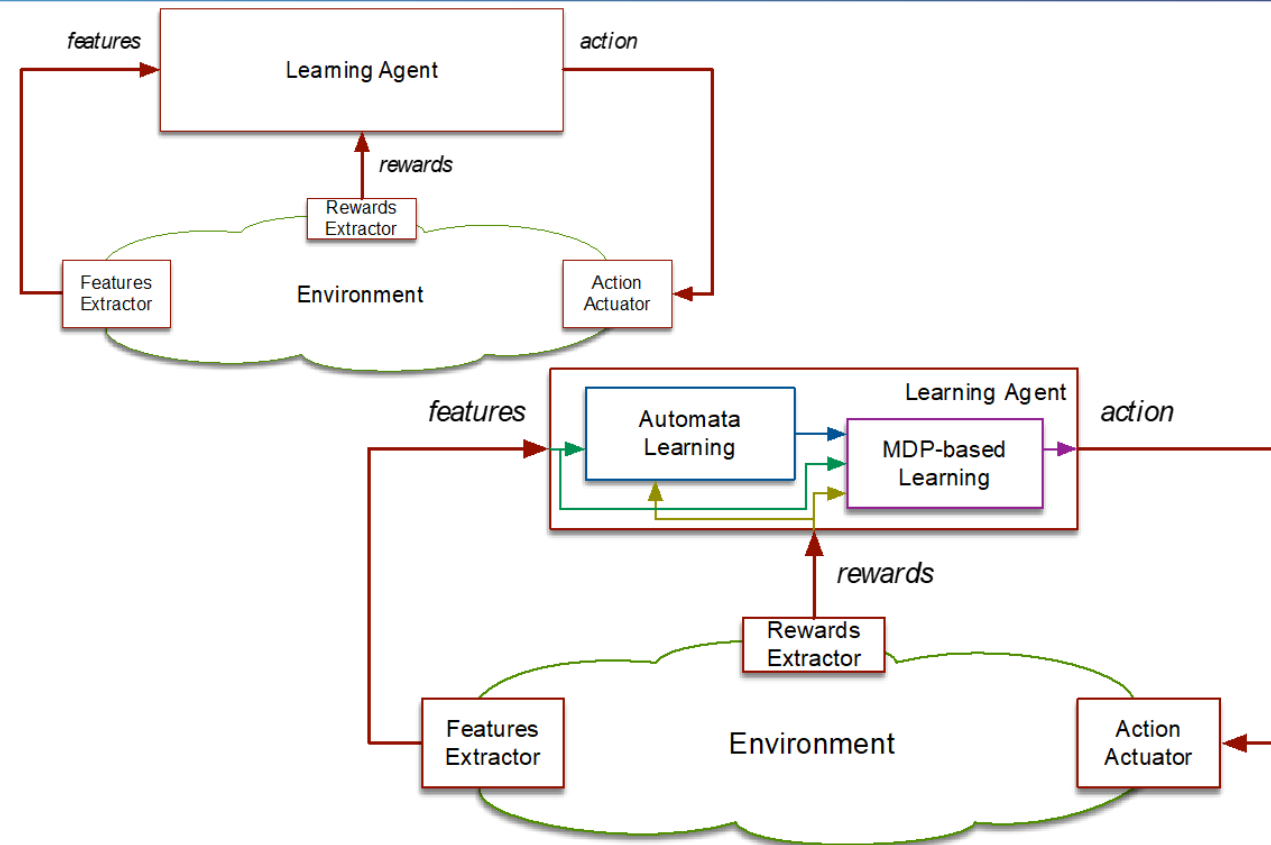 features
action
Learning Agent
rewards
Rewards
Extractor
Features
Extractor
Environment
Action
Actuator
Learning Agent
features
action
Automata
Learning
MDP-based
Learning
rewards
Rewards
Extractor
Features
Extractor
Environment
Action
Actuator